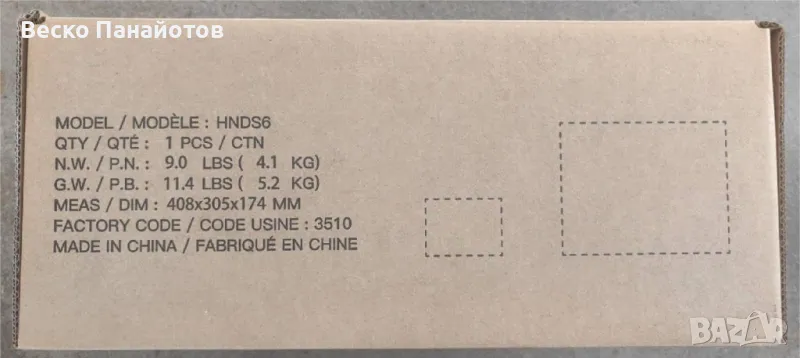 Веско Панайотов
MODEL / MODÈLE : HNDS6
QTY / QTÉ : 1 PCS / CTN
N.W. / P.N. : 9.0 LBS ( 4.1 KG)
G.W. / P.B. : 11.4 LBS ( 5.2 KG)
MEAS / DIM : 408x305x174 MM
FACTORY CODE / CODE USINE : 3510
MADE IN CHINA / FABRIQUÉ EN CHINE
BAZAR